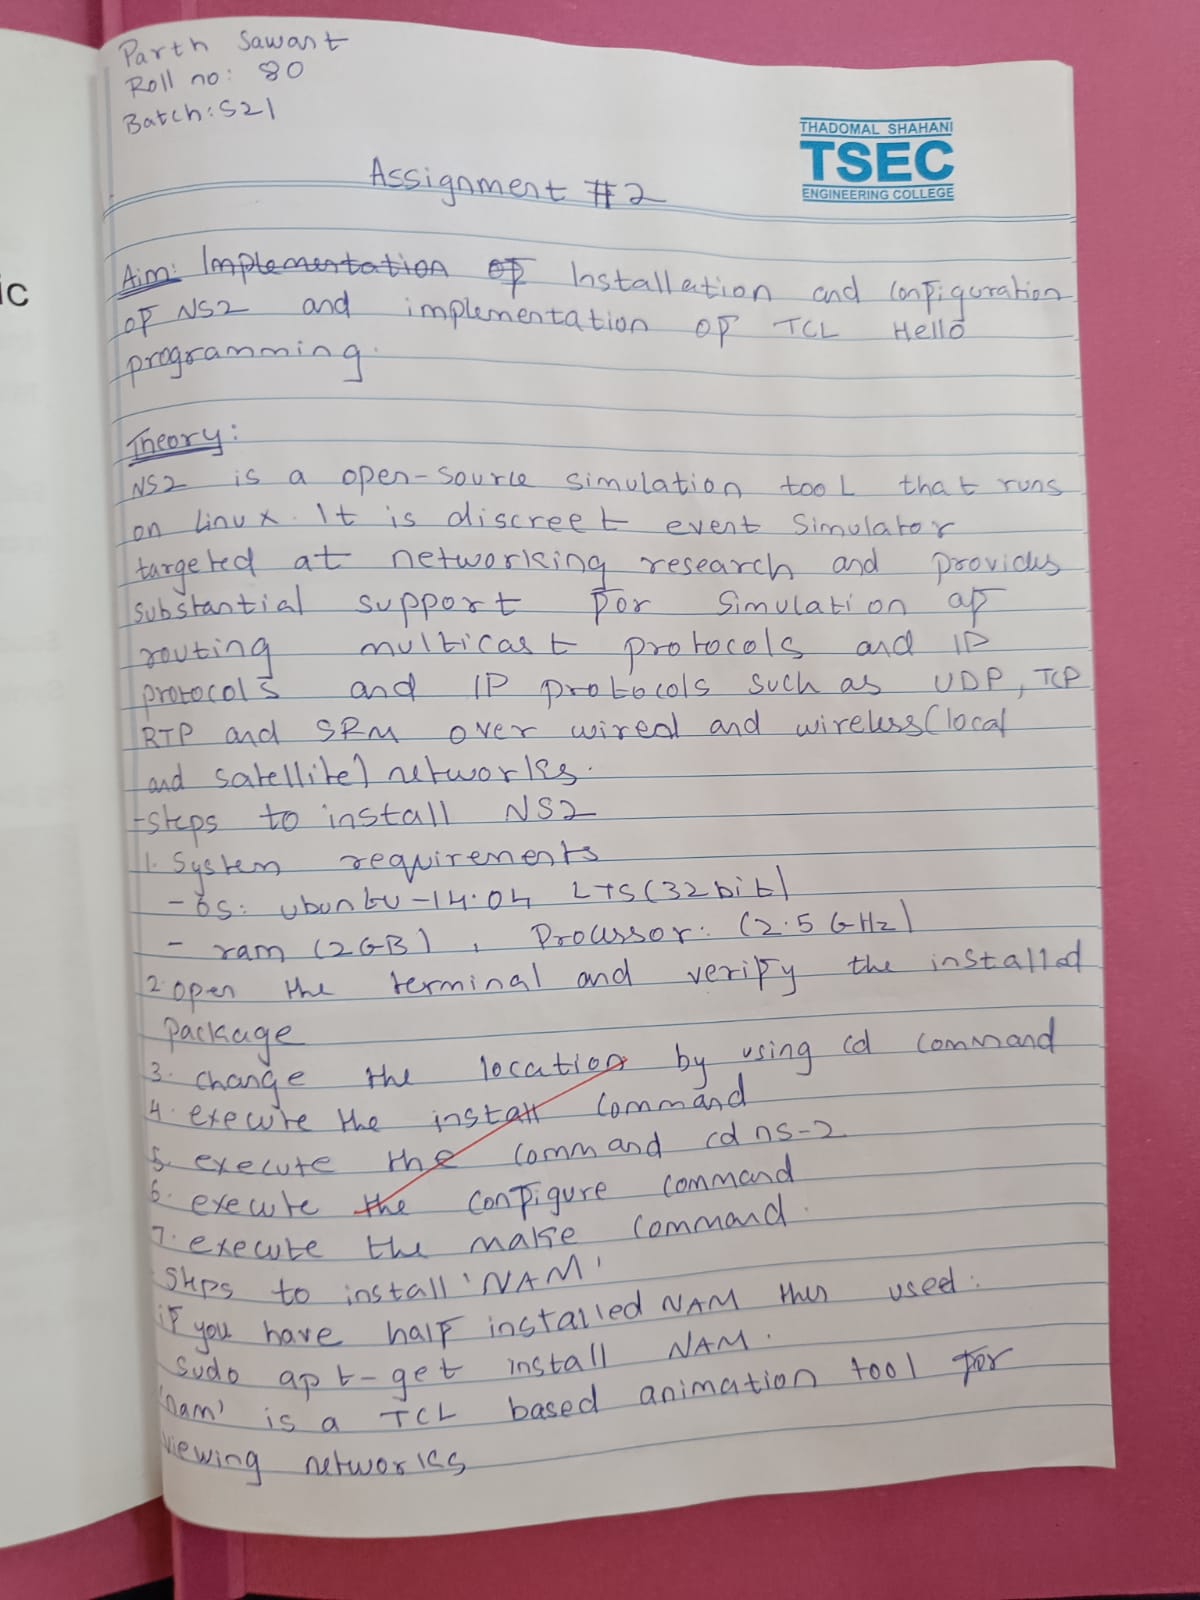 Parth Sawant
Roll no: 80
Batch: S21
THADOMAL SHAHANI
TSEC
ENGINEERING COLLEGE
Assignment #2
Aim: Implementation of Installation and configuration
of NS2 and implementation of TCL Hello
programming.
Theory:
NS2 is a open-source simulation tool that runs
on Linux. It is discreet event simulator
targeted at networking research and provides
substantial support for simulation of
routing multicast protocols and IP
protocols and IP protocols such as UDP, TCP
RTP and SRM over wired and wireless (local
and satellite) networks.
-steps to install NS2
1. System requirements
- OS: ubuntu-14.04 LTS (32 bit)
- ram (2GB), Processor: (2.5 GHz)
2. open the terminal and verify the installed
package
3. change the location by using cd command
4. execute the install command
5. execute the command cd ns-2
6. execute the configure command
7. execute the make command.
steps to install 'NAM'
if you have half installed NAM then used:
sudo apt-get install NAM.
'nam' is a TCL based animation tool for
viewing networks
ic